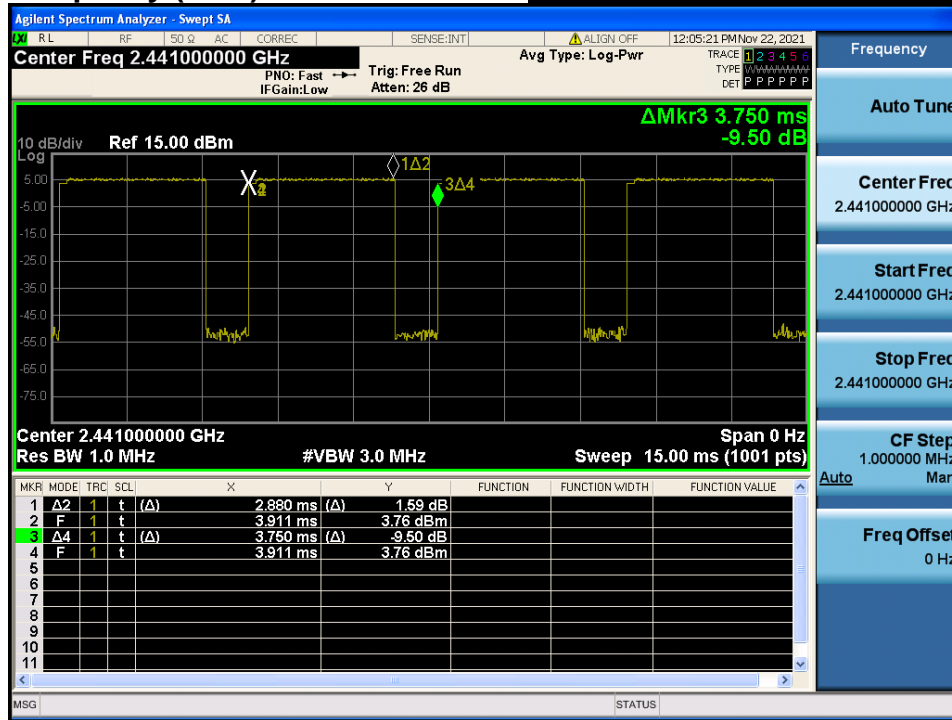 Agilent Spectrum Analyzer - Swept SA
LXI RL RF 50 Ω AC CORREC SENSE:INT ALIGN OFF 12:05:21 PM Nov 22, 2021
Center Freq 2.441000000 GHz
PNO: Fast
IFGain:Low
Trig: Free Run
Atten: 26 dB
Avg Type: Log-Pwr
TRACE 1 2 3 4 5 6
TYPE
DET P P P P P P
ΔMkr3 3.750 ms
-9.50 dB
10 dB/div Ref 15.00 dBm
Log
5.00
-5.00
-15.0
-25.0
-35.0
-45.0
-55.0
-65.0
-75.0
1Δ2
3Δ4
Center 2.441000000 GHz Span 0 Hz
Res BW 1.0 MHz #VBW 3.0 MHz Sweep 15.00 ms (1001 pts)
MKR MODE TRC SCL X Y FUNCTION FUNCTION WIDTH FUNCTION VALUE
1 Δ2 1 t (Δ) 2.880 ms (Δ) 1.59 dB
2 F 1 t 3.911 ms 3.76 dBm
3 Δ4 1 t (Δ) 3.750 ms (Δ) -9.50 dB
4 F 1 t 3.911 ms 3.76 dBm
5
6
7
8
9
10
11
MSG STATUS
Frequency
Auto Tune
Center Freq
2.441000000 GHz
Start Freq
2.441000000 GHz
Stop Freq
2.441000000 GHz
CF Step
1.000000 MHz
Auto Man
Freq Offset
0 Hz